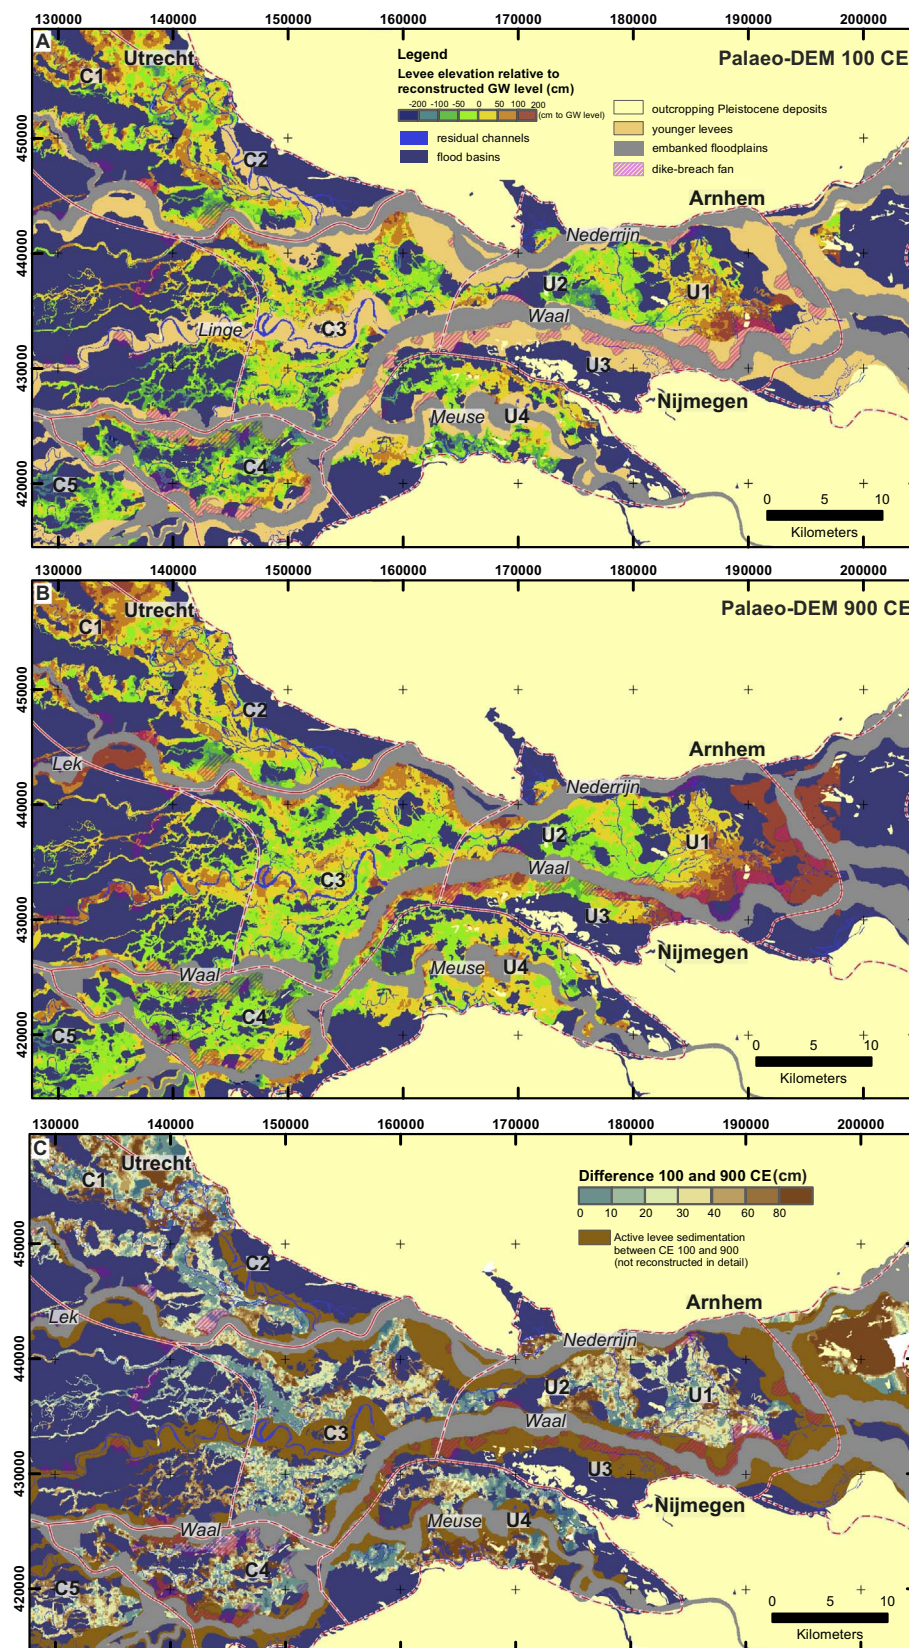 130000 140000 150000 160000 170000 180000 190000 200000
A
Utrecht
C1
Legend
Levee elevation relative to
reconstructed GW level (cm)
-200 -100 -50 0 50 100 200
(cm to GW level)
residual channels
flood basins
Palaeo-DEM 100 CE
outcropping Pleistocene deposits
younger levees
embanked floodplains
dike-breach fan
450000
C2
Arnhem
Nederrijn
440000
U2
U1
Waal
Linge
C3
430000
U3
Nijmegen
Meuse
U4
C4
C5
420000
0 5 10
Kilometers
130000 140000 150000 160000 170000 180000 190000 200000
B
Utrecht
C1
Palaeo-DEM 900 CE
450000
C2
Arnhem
Lek
Nederrijn
440000
U2
U1
Waal
C3
430000
U3
Nijmegen
Waal
Meuse
U4
C4
C5
420000
0 5 10
Kilometers
130000 140000 150000 160000 170000 180000 190000 200000
C
Utrecht
C1
Difference 100 and 900 CE(cm)
0 10 20 30 40 60 80
Active levee sedimentation
between CE 100 and 900
(not reconstructed in detail)
450000
C2
Arnhem
Lek
Nederrijn
440000
U2
U1
Waal
C3
430000
U3
Nijmegen
Waal
Meuse
U4
C4
C5
420000
0 5 10
Kilometers